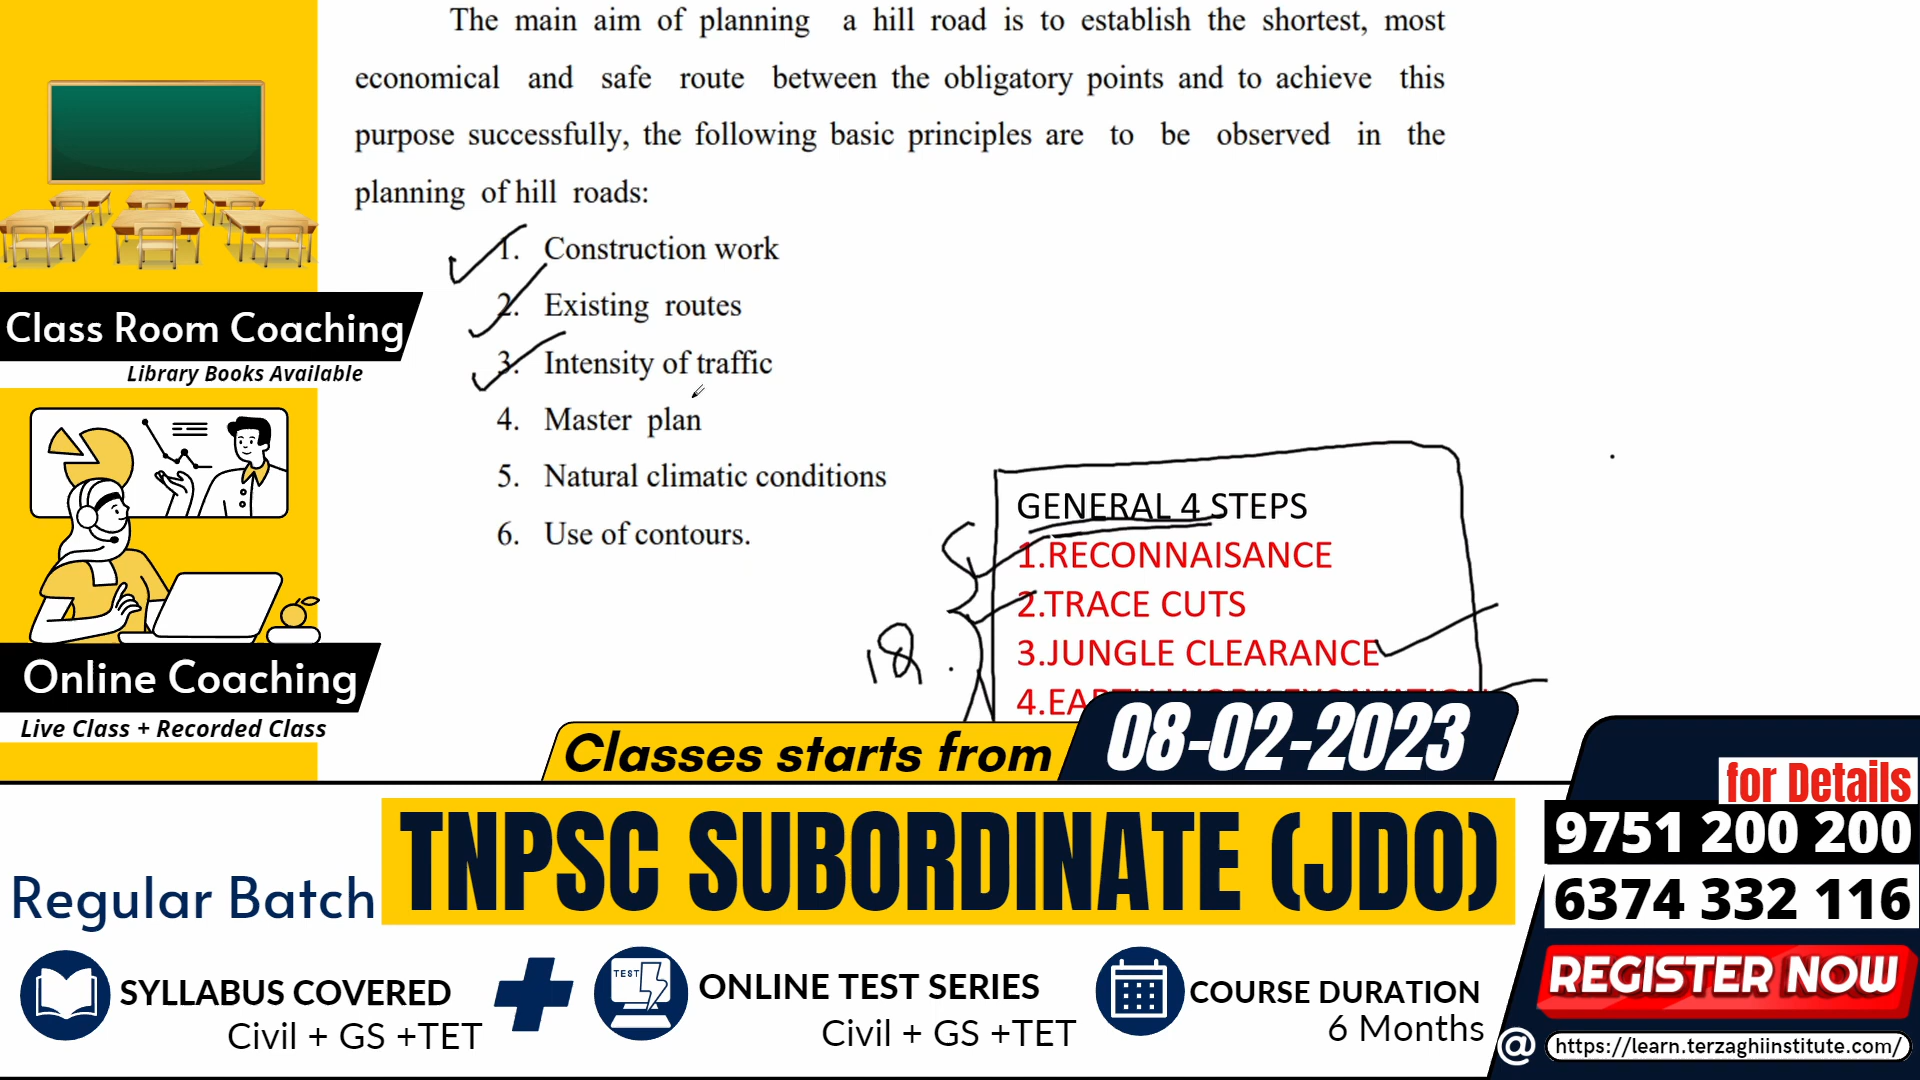 The main aim of planning a hill road is to establish the shortest, most
economical and safe route between the obligatory points and to achieve this
purpose successfully, the following basic principles are to be observed in the
planning of hill roads:
1. Construction work
2. Existing routes
3. Intensity of traffic
4. Master plan
5. Natural climatic conditions
6. Use of contours.
GENERAL 4 STEPS
1.RECONNAISANCE
2.TRACE CUTS
3.JUNGLE CLEARANCE
4.EARTH WORK EXCAVATION
18.
Class Room Coaching
Library Books Available
Online Coaching
Live Class + Recorded Class
Classes starts from 08-02-2023
Regular Batch TNPSC SUBORDINATE (JDO)
SYLLABUS COVERED
Civil + GS +TET
TEST
ONLINE TEST SERIES
Civil + GS +TET
COURSE DURATION
6 Months
for Details
9751 200 200
6374 332 116
REGISTER NOW
@ https://learn.terzaghiinstitute.com/